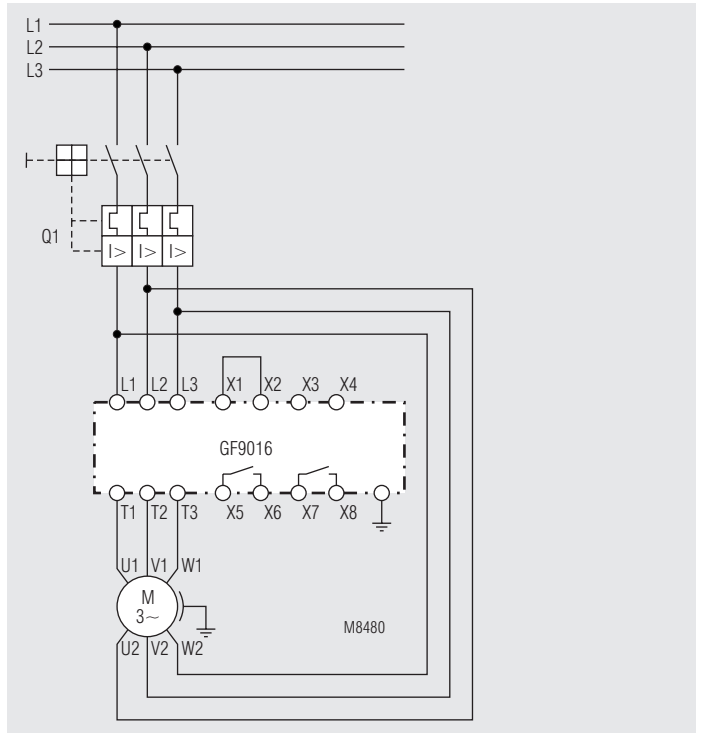 L1
L2
L3
Q1
I> I> I>
L1 L2 L3 X1 X2 X3 X4
GF9016
T1 T2 T3 X5 X6 X7 X8
U1 V1 W1
M
3~
M8480
U2 V2 W2